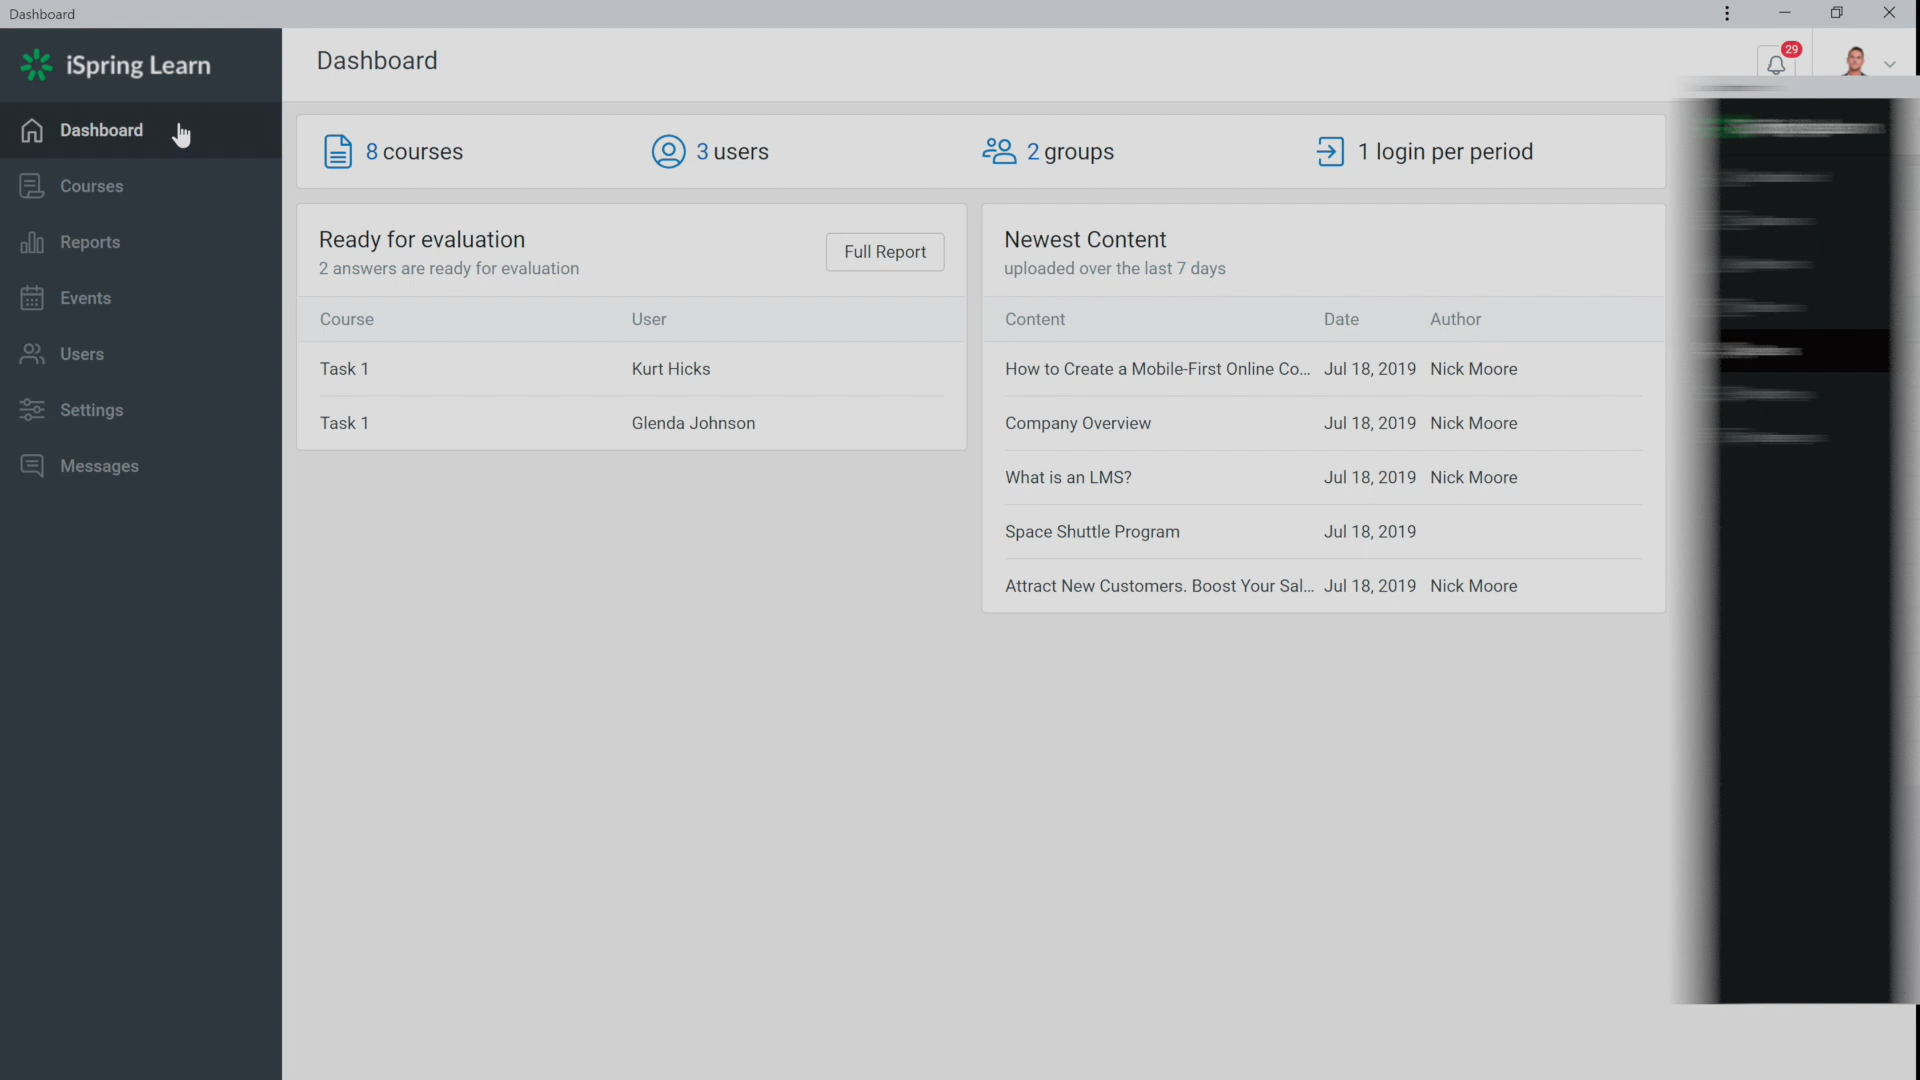 Dashboard
iSpring Learn
Dashboard
29
Dashboard
Courses
Reports
Events
Users
Settings
Messages
8 courses
3 users
2 groups
1 login per period
Ready for evaluation
2 answers are ready for evaluation
Full Report
Course User
Task 1 Kurt Hicks
Task 1 Glenda Johnson
Newest Content
uploaded over the last 7 days
Content Date Author
How to Create a Mobile-First Online Co... Jul 18, 2019 Nick Moore
Company Overview Jul 18, 2019 Nick Moore
What is an LMS? Jul 18, 2019 Nick Moore
Space Shuttle Program Jul 18, 2019
Attract New Customers. Boost Your Sal... Jul 18, 2019 Nick Moore